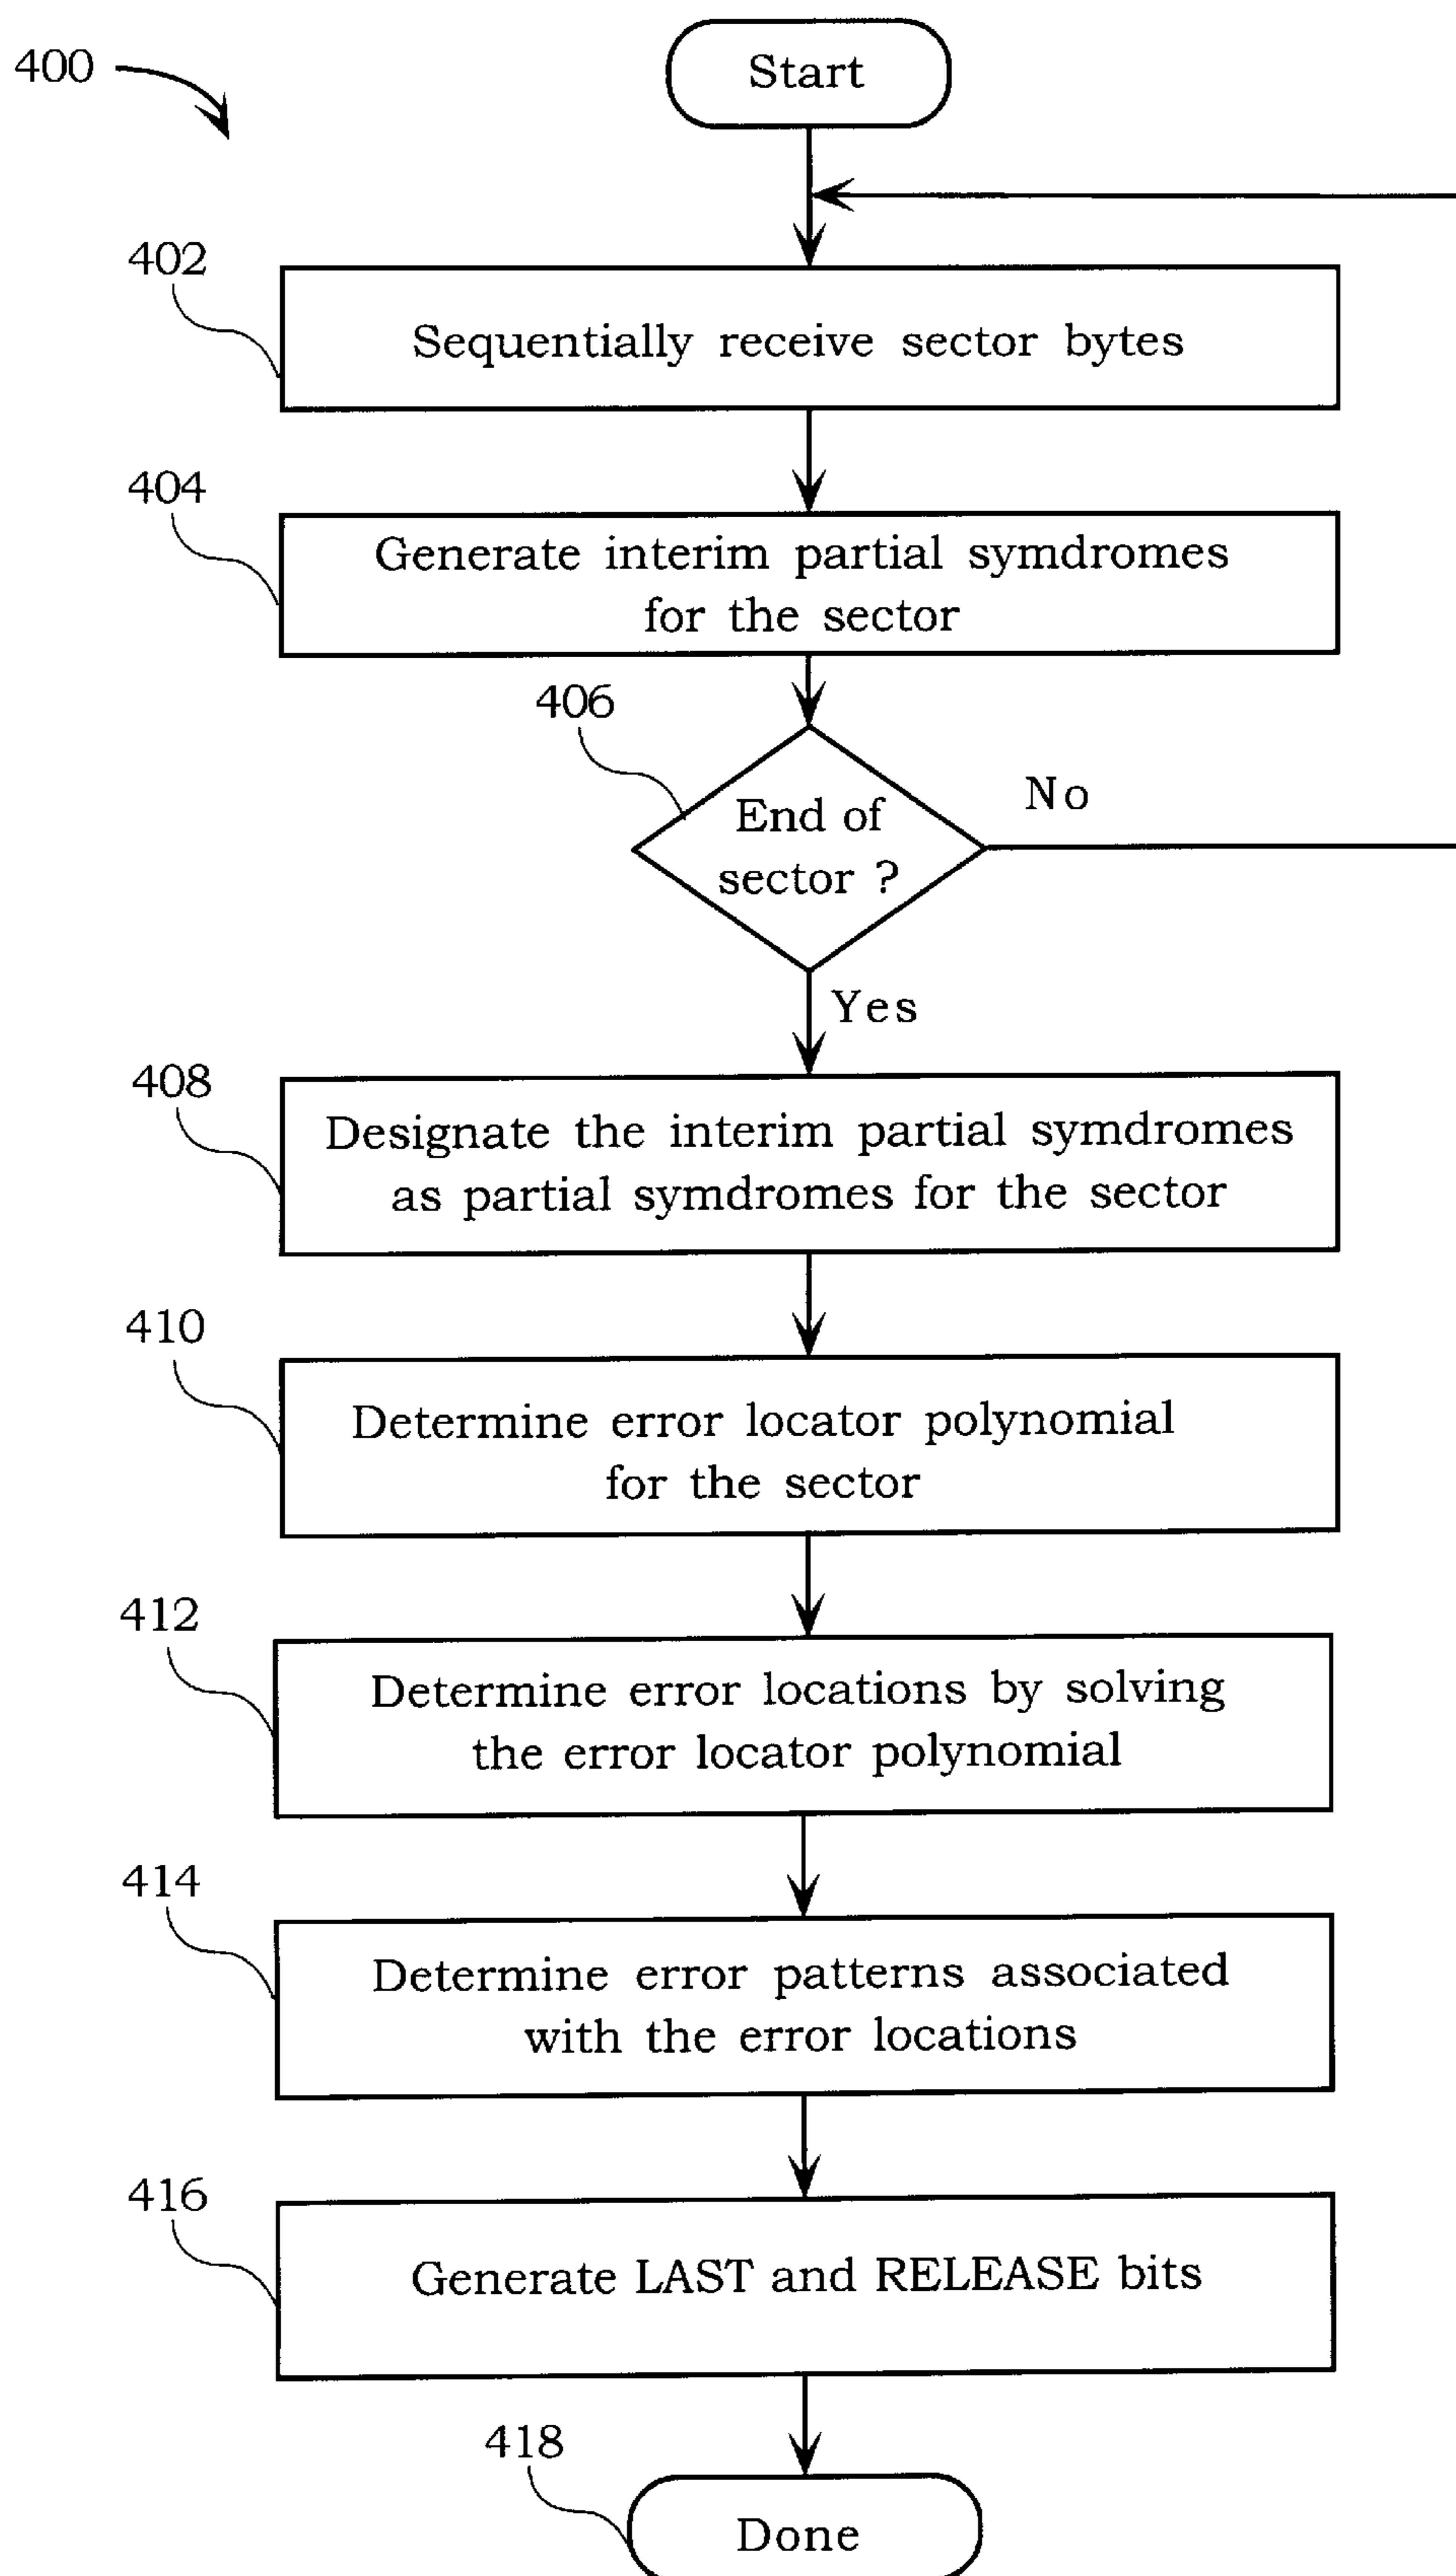 400
Start
402
Sequentially receive sector bytes
404
Generate interim partial symdromes
for the sector
406
End of
sector ?
No
Yes
408
Designate the interim partial symdromes
as partial symdromes for the sector
410
Determine error locator polynomial
for the sector
412
Determine error locations by solving
the error locator polynomial
414
Determine error patterns associated
with the error locations
416
Generate LAST and RELEASE bits
418
Done